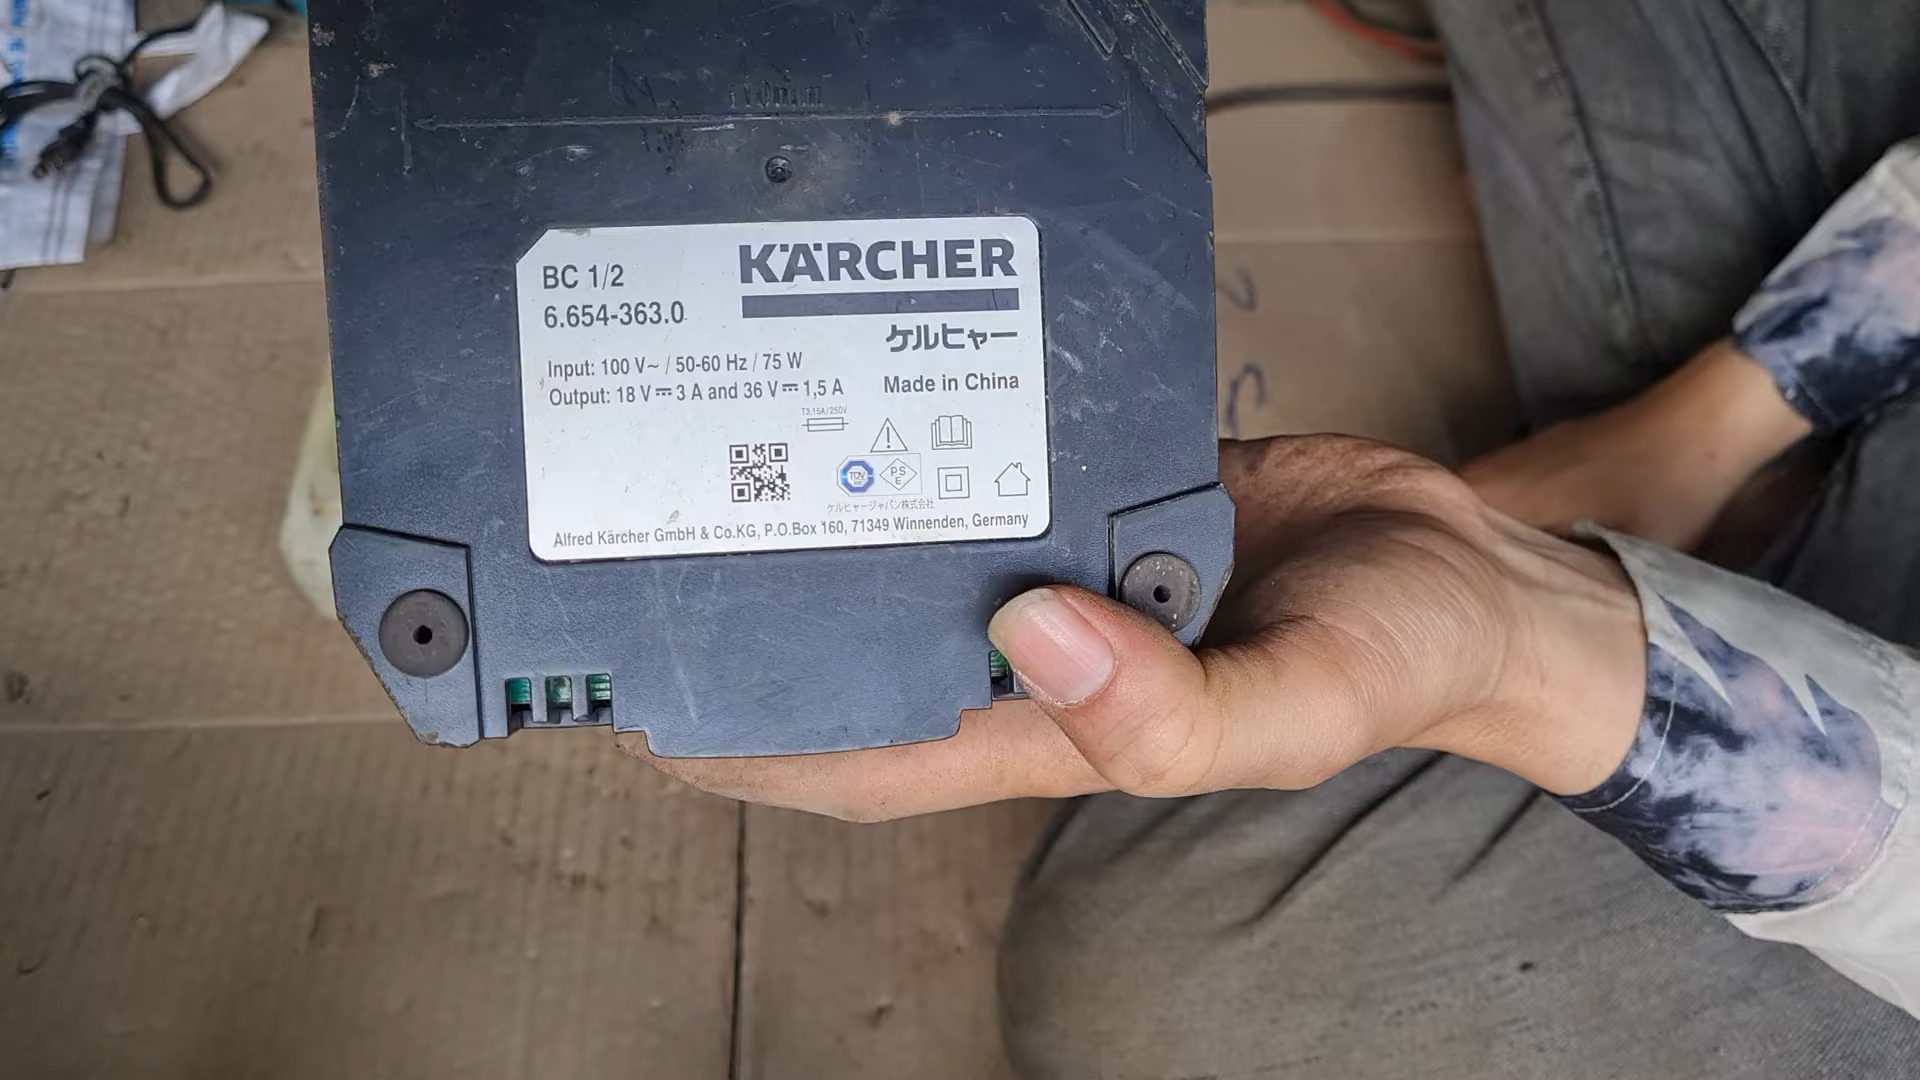 KÄRCHER
BC 1/2
6.654-363.0
ケルヒャー
Input: 100 V~ / 50-60 Hz / 75 W
Output: 18 V⎓3 A and 36 V⎓1,5 A
Made in China
T3,15A/250V
TÜV
PS
E
ケルヒャージャパン株式会社
Alfred Kärcher GmbH & Co.KG, P.O.Box 160, 71349 Winnenden, Germany